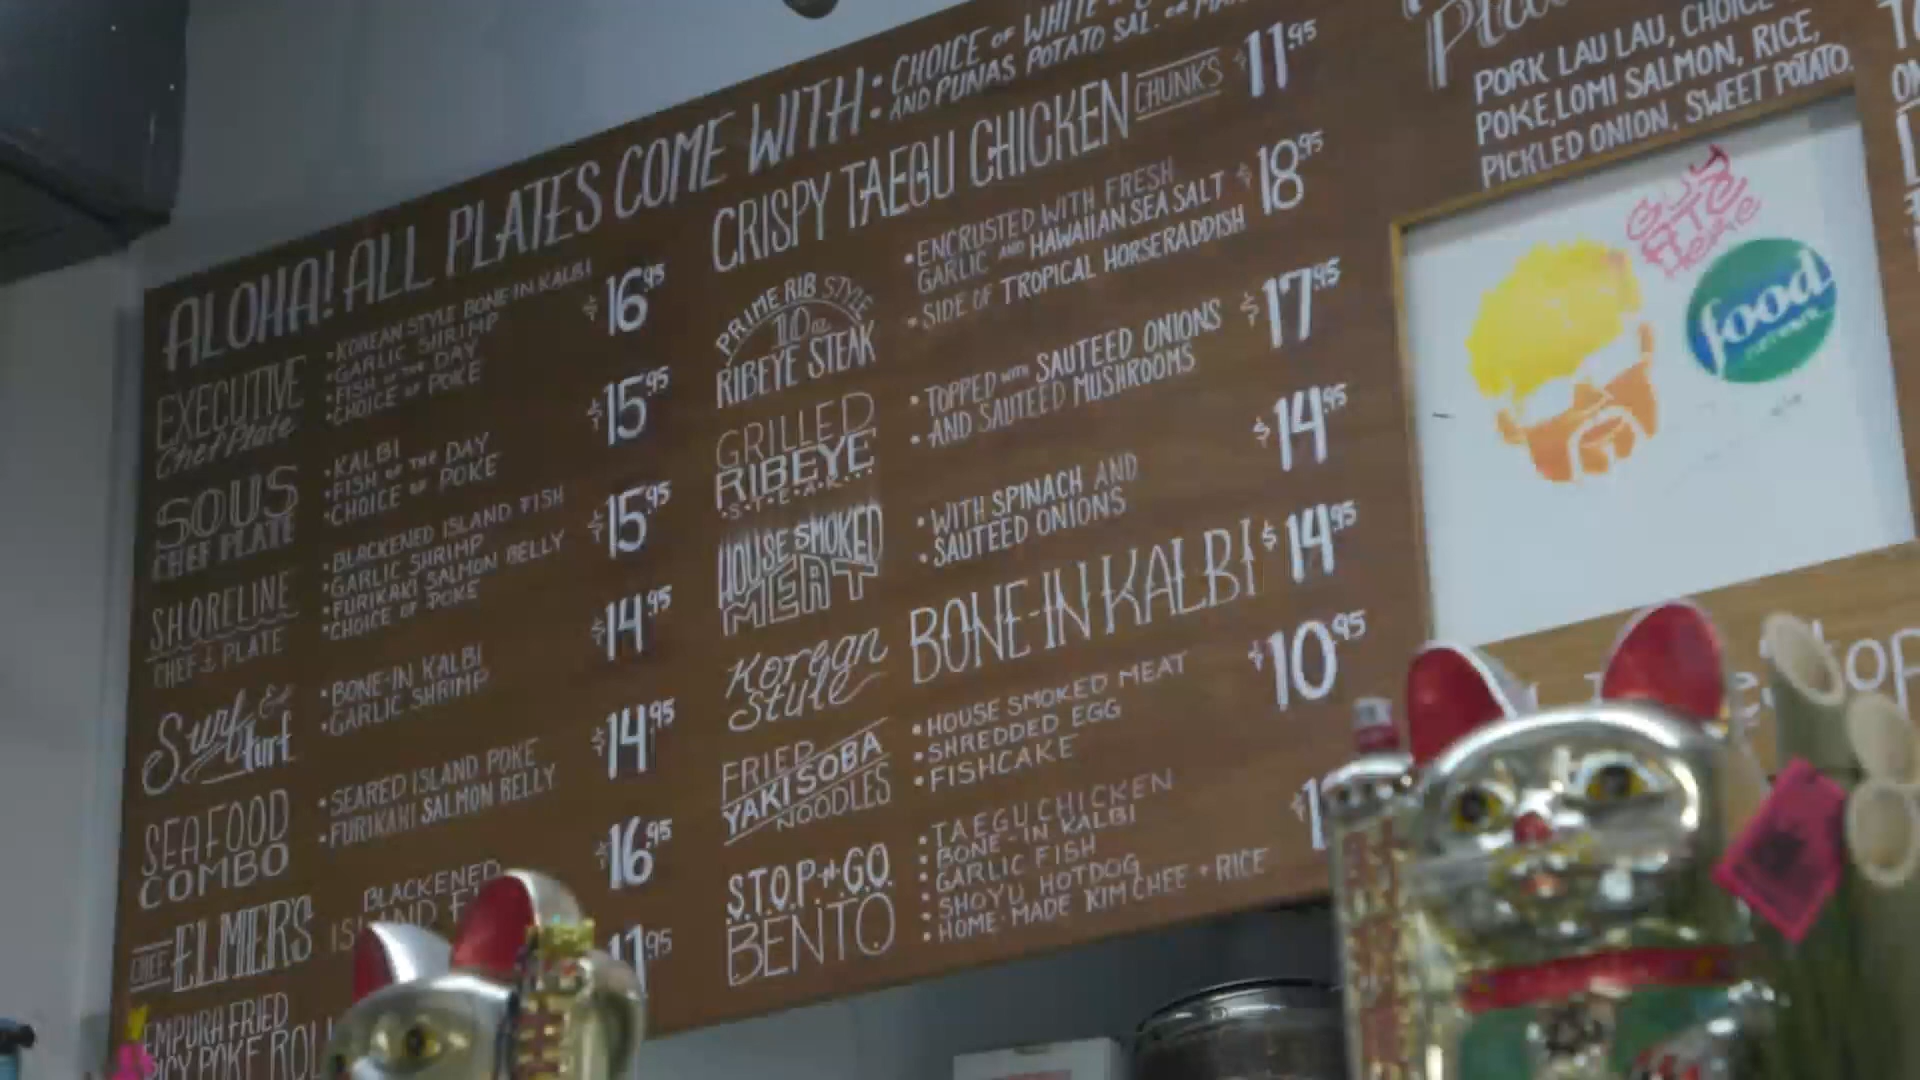 ALOHA! ALL PLATES COME WITH: CHOICE OF WHITE
AND PUNAS POTATO SAL. OR
EXECUTIVE
Chef Plate
• KOREAN STYLE BONE IN KALBI
• GARLIC SHRIMP
• FISH OF THE DAY
• CHOICE OF POKE
$16.95
SOUS
CHEF PLATE
• KALBI
• FISH OF THE DAY
• CHOICE OF POKE
$15.95
SHORELINE
CHEF PLATE
• BLACKENED ISLAND FISH
• GARLIC SHRIMP
• FURIKAKI SALMON BELLY
• CHOICE OF POKE
$15.95
Surf &
turf
• BONE-IN KALBI
• GARLIC SHRIMP
$14.95
SEAFOOD
COMBO
• SEARED ISLAND POKE
• FURIKAKI SALMON BELLY
$14.95
CHEF ELMER'S
BLACKENED
$16.95
EMPURA FRIED
ICY POKE ROLL
11.95
CRISPY TAEGU CHICKEN CHUNK'S $11.95
PRIME RIB STYLE
10 oz
RIBEYE STEAK
• ENCRUSTED WITH FRESH
GARLIC AND HAWAIIAN SEA SALT
• SIDE OF TROPICAL HORSERADDISH
$18.95
GRILLED
RIBEYE
S.T.E.A.K
• TOPPED WITH SAUTEED ONIONS
• AND SAUTEED MUSHROOMS
$17.95
HOUSE SMOKED
MEAT
• WITH SPINACH AND
• SAUTEED ONIONS
$14.95
Korean
Style
BONE-IN KALBI $14.95
FRIED
YAKISOBA
NOODLES
• HOUSE SMOKED MEAT
• SHREDDED EGG
• FISHCAKE
$10.95
S.T.O.P.+G.O.
BENTO
• TAEGU CHICKEN
• BONE-IN KALBI
• GARLIC FISH
• SHOYU HOTDOG
• HOME-MADE KIM CHEE + RICE
$1
PORK LAU LAU, CHOICE
POKE, LOMI SALMON, RICE,
PICKLED ONION, SWEET POTATO.
food